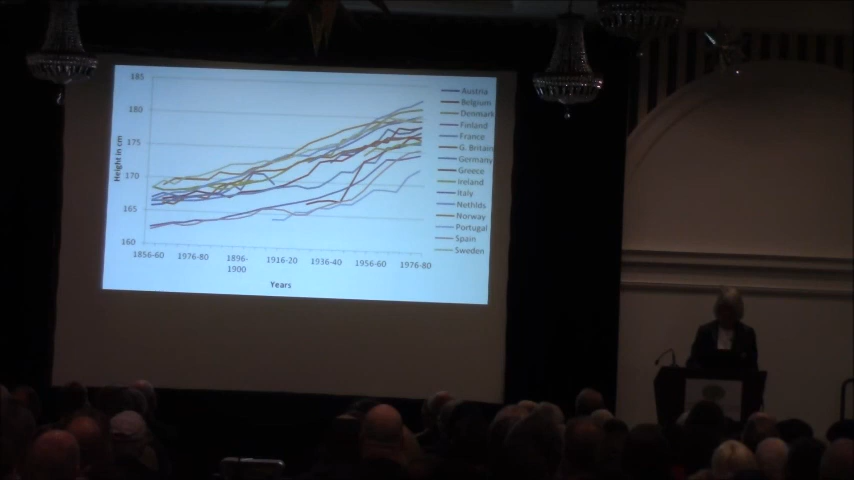 185
180
175
170
165
160
Height in cm
1856-60
1976-80
1896-
1900
1916-20
1936-40
1956-60
1976-80
Years
Austria
Belgium
Denmark
Finland
France
G. Britain
Germany
Greece
Ireland
Italy
Nethlds
Norway
Portugal
Spain
Sweden